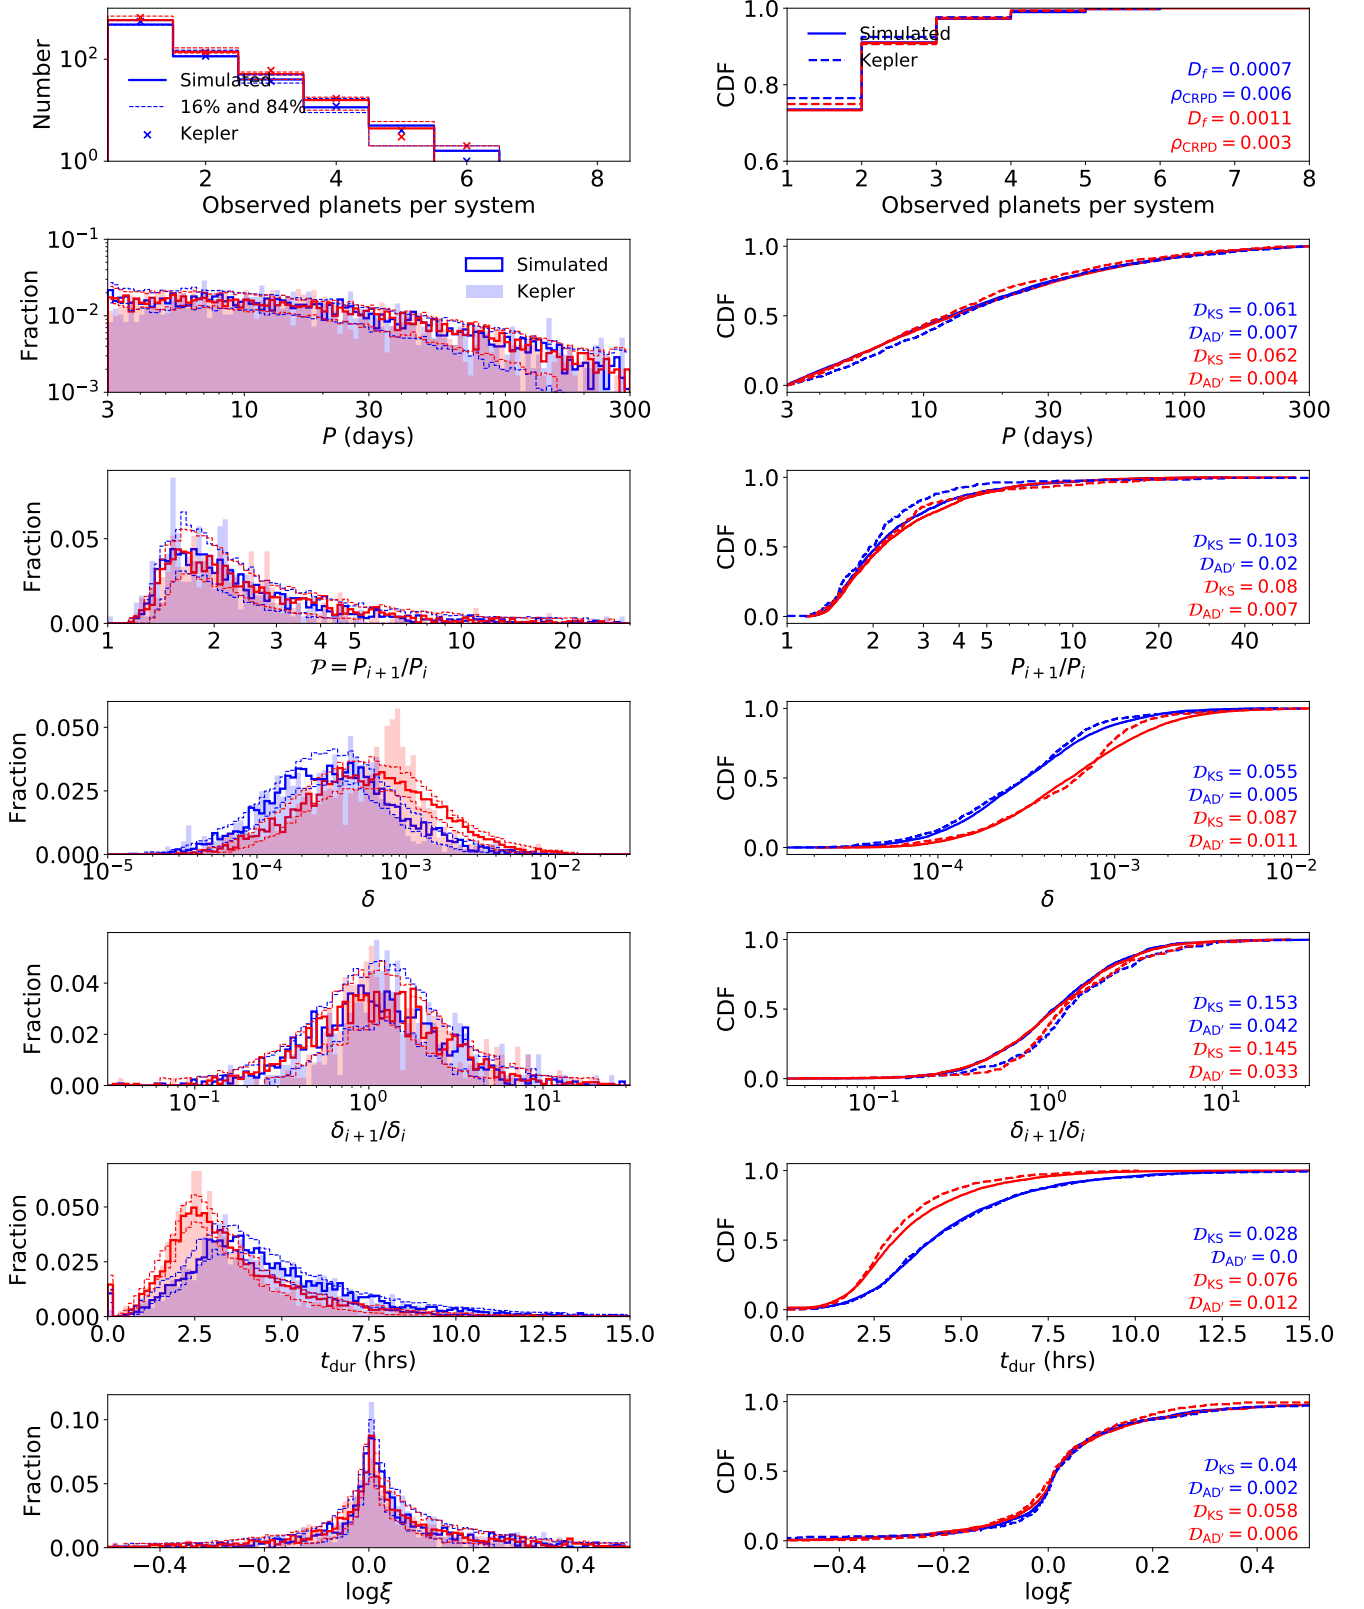 Number
10²
10⁰
Simulated
16% and 84%
Kepler
2 4 6 8
Observed planets per system
CDF
1.0
0.8
0.6
Simulated
Kepler
D_f = 0.0007
ρ_CRPD = 0.006
D_f = 0.0011
ρ_CRPD = 0.003
1 2 3 4 5 6 7 8
Observed planets per system
Fraction
10⁻¹
10⁻²
10⁻³
Simulated
Kepler
3 10 30 100 300
P (days)
CDF
1.0
0.5
0.0
𝒟_KS = 0.061
𝒟_AD′ = 0.007
𝒟_KS = 0.062
𝒟_AD′ = 0.004
3 10 30 100 300
P (days)
Fraction
0.05
0.00
1 2 3 4 5 10 20
𝒫 = P_{i+1}/P_i
CDF
1.0
0.5
0.0
𝒟_KS = 0.103
𝒟_AD′ = 0.02
𝒟_KS = 0.08
𝒟_AD′ = 0.007
1 2 3 4 5 10 20 40
P_{i+1}/P_i
Fraction
0.050
0.025
0.000
10⁻⁵ 10⁻⁴ 10⁻³ 10⁻²
δ
CDF
1.0
0.5
0.0
𝒟_KS = 0.055
𝒟_AD′ = 0.005
𝒟_KS = 0.087
𝒟_AD′ = 0.011
10⁻⁴ 10⁻³ 10⁻²
δ
Fraction
0.04
0.02
0.00
10⁻¹ 10⁰ 10¹
δ_{i+1}/δ_i
CDF
1.0
0.5
0.0
𝒟_KS = 0.153
𝒟_AD′ = 0.042
𝒟_KS = 0.145
𝒟_AD′ = 0.033
10⁻¹ 10⁰ 10¹
δ_{i+1}/δ_i
Fraction
0.050
0.025
0.000
0.0 2.5 5.0 7.5 10.0 12.5 15.0
t_dur (hrs)
CDF
1.0
0.5
0.0
𝒟_KS = 0.028
𝒟_AD′ = 0.0
𝒟_KS = 0.076
𝒟_AD′ = 0.012
0.0 2.5 5.0 7.5 10.0 12.5 15.0
t_dur (hrs)
Fraction
0.10
0.05
0.00
−0.4 −0.2 0.0 0.2 0.4
logξ
CDF
1.0
0.5
0.0
𝒟_KS = 0.04
𝒟_AD′ = 0.002
𝒟_KS = 0.058
𝒟_AD′ = 0.006
−0.4 −0.2 0.0 0.2 0.4
logξ